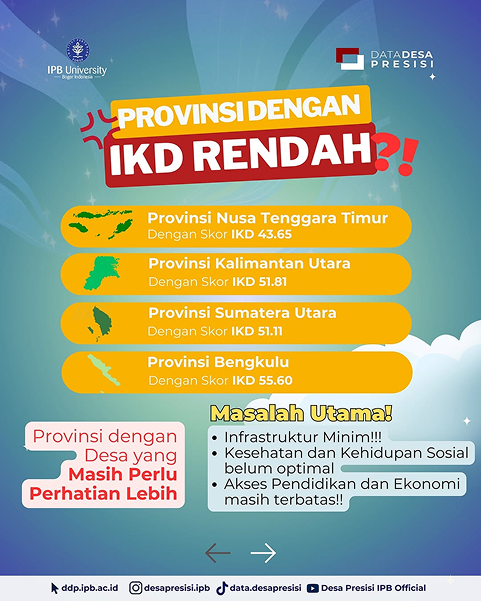 IPB University
Bogor Indonesia
DATADESA
PRESISI
PROVINSI DENGAN
IKD RENDAH?!
Provinsi Nusa Tenggara Timur
Dengan Skor IKD 43.65
Provinsi Kalimantan Utara
Dengan Skor IKD 51.81
Provinsi Sumatera Utara
Dengan Skor IKD 51.11
Provinsi Bengkulu
Dengan Skor IKD 55.60
Provinsi dengan
Desa yang
Masih Perlu
Perhatian Lebih
Masalah Utama!
• Infrastruktur Minim!!!
• Kesehatan dan Kehidupan Sosial
belum optimal
• Akses Pendidikan dan Ekonomi
masih terbatas!!
ddp.ipb.ac.id desapresisi.ipb data.desapresisi Desa Presisi IPB Official